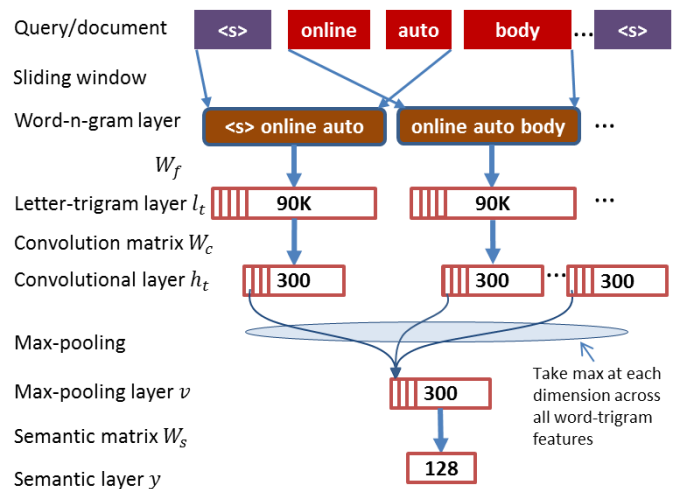 Query/document <s> online auto body ... <s>
Sliding window
Word-n-gram layer <s> online auto online auto body ...
W_f
Letter-trigram layer l_t 90K 90K ...
Convolution matrix W_c
Convolutional layer h_t 300 300 ... 300
Max-pooling
Take max at each
dimension across
all word-trigram
features
Max-pooling layer v 300
Semantic matrix W_s
Semantic layer y 128